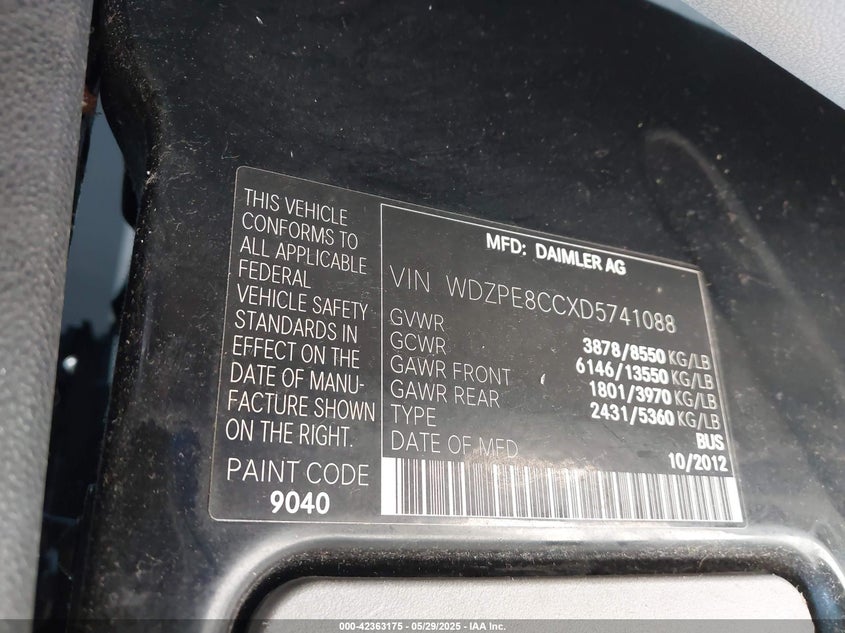 THIS VEHICLE
CONFORMS TO
ALL APPLICABLE
FEDERAL
VEHICLE SAFETY
STANDARDS IN
EFFECT ON THE
DATE OF MANU-
FACTURE SHOWN
ON THE RIGHT.
PAINT CODE
9040
MFD: DAIMLER AG
VIN WDZPE8CCXD5741088
GVWR 3878/8550 KG/LB
GCWR 6146/13550 KG/LB
GAWR FRONT 1801/3970 KG/LB
GAWR REAR 2431/5360 KG/LB
TYPE BUS
DATE OF MFD 10/2012
000-42363175 - 05/29/2025 - IAA Inc.